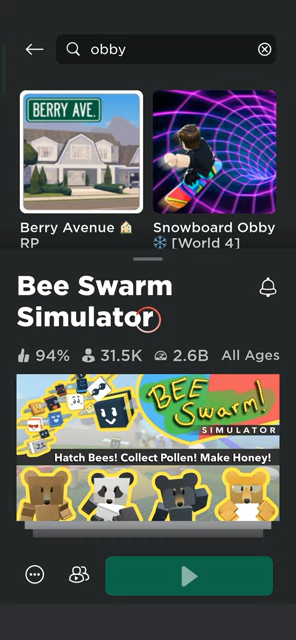 obby
BERRY AVE.
Berry Avenue 🏠
RP
Snowboard Obby
❄️ [World 4]
Bee Swarm
Simulator
94% 31.5K 2.6B All Ages
BEE
Swarm!
SIMULATOR
Hatch Bees! Collect Pollen! Make Honey!